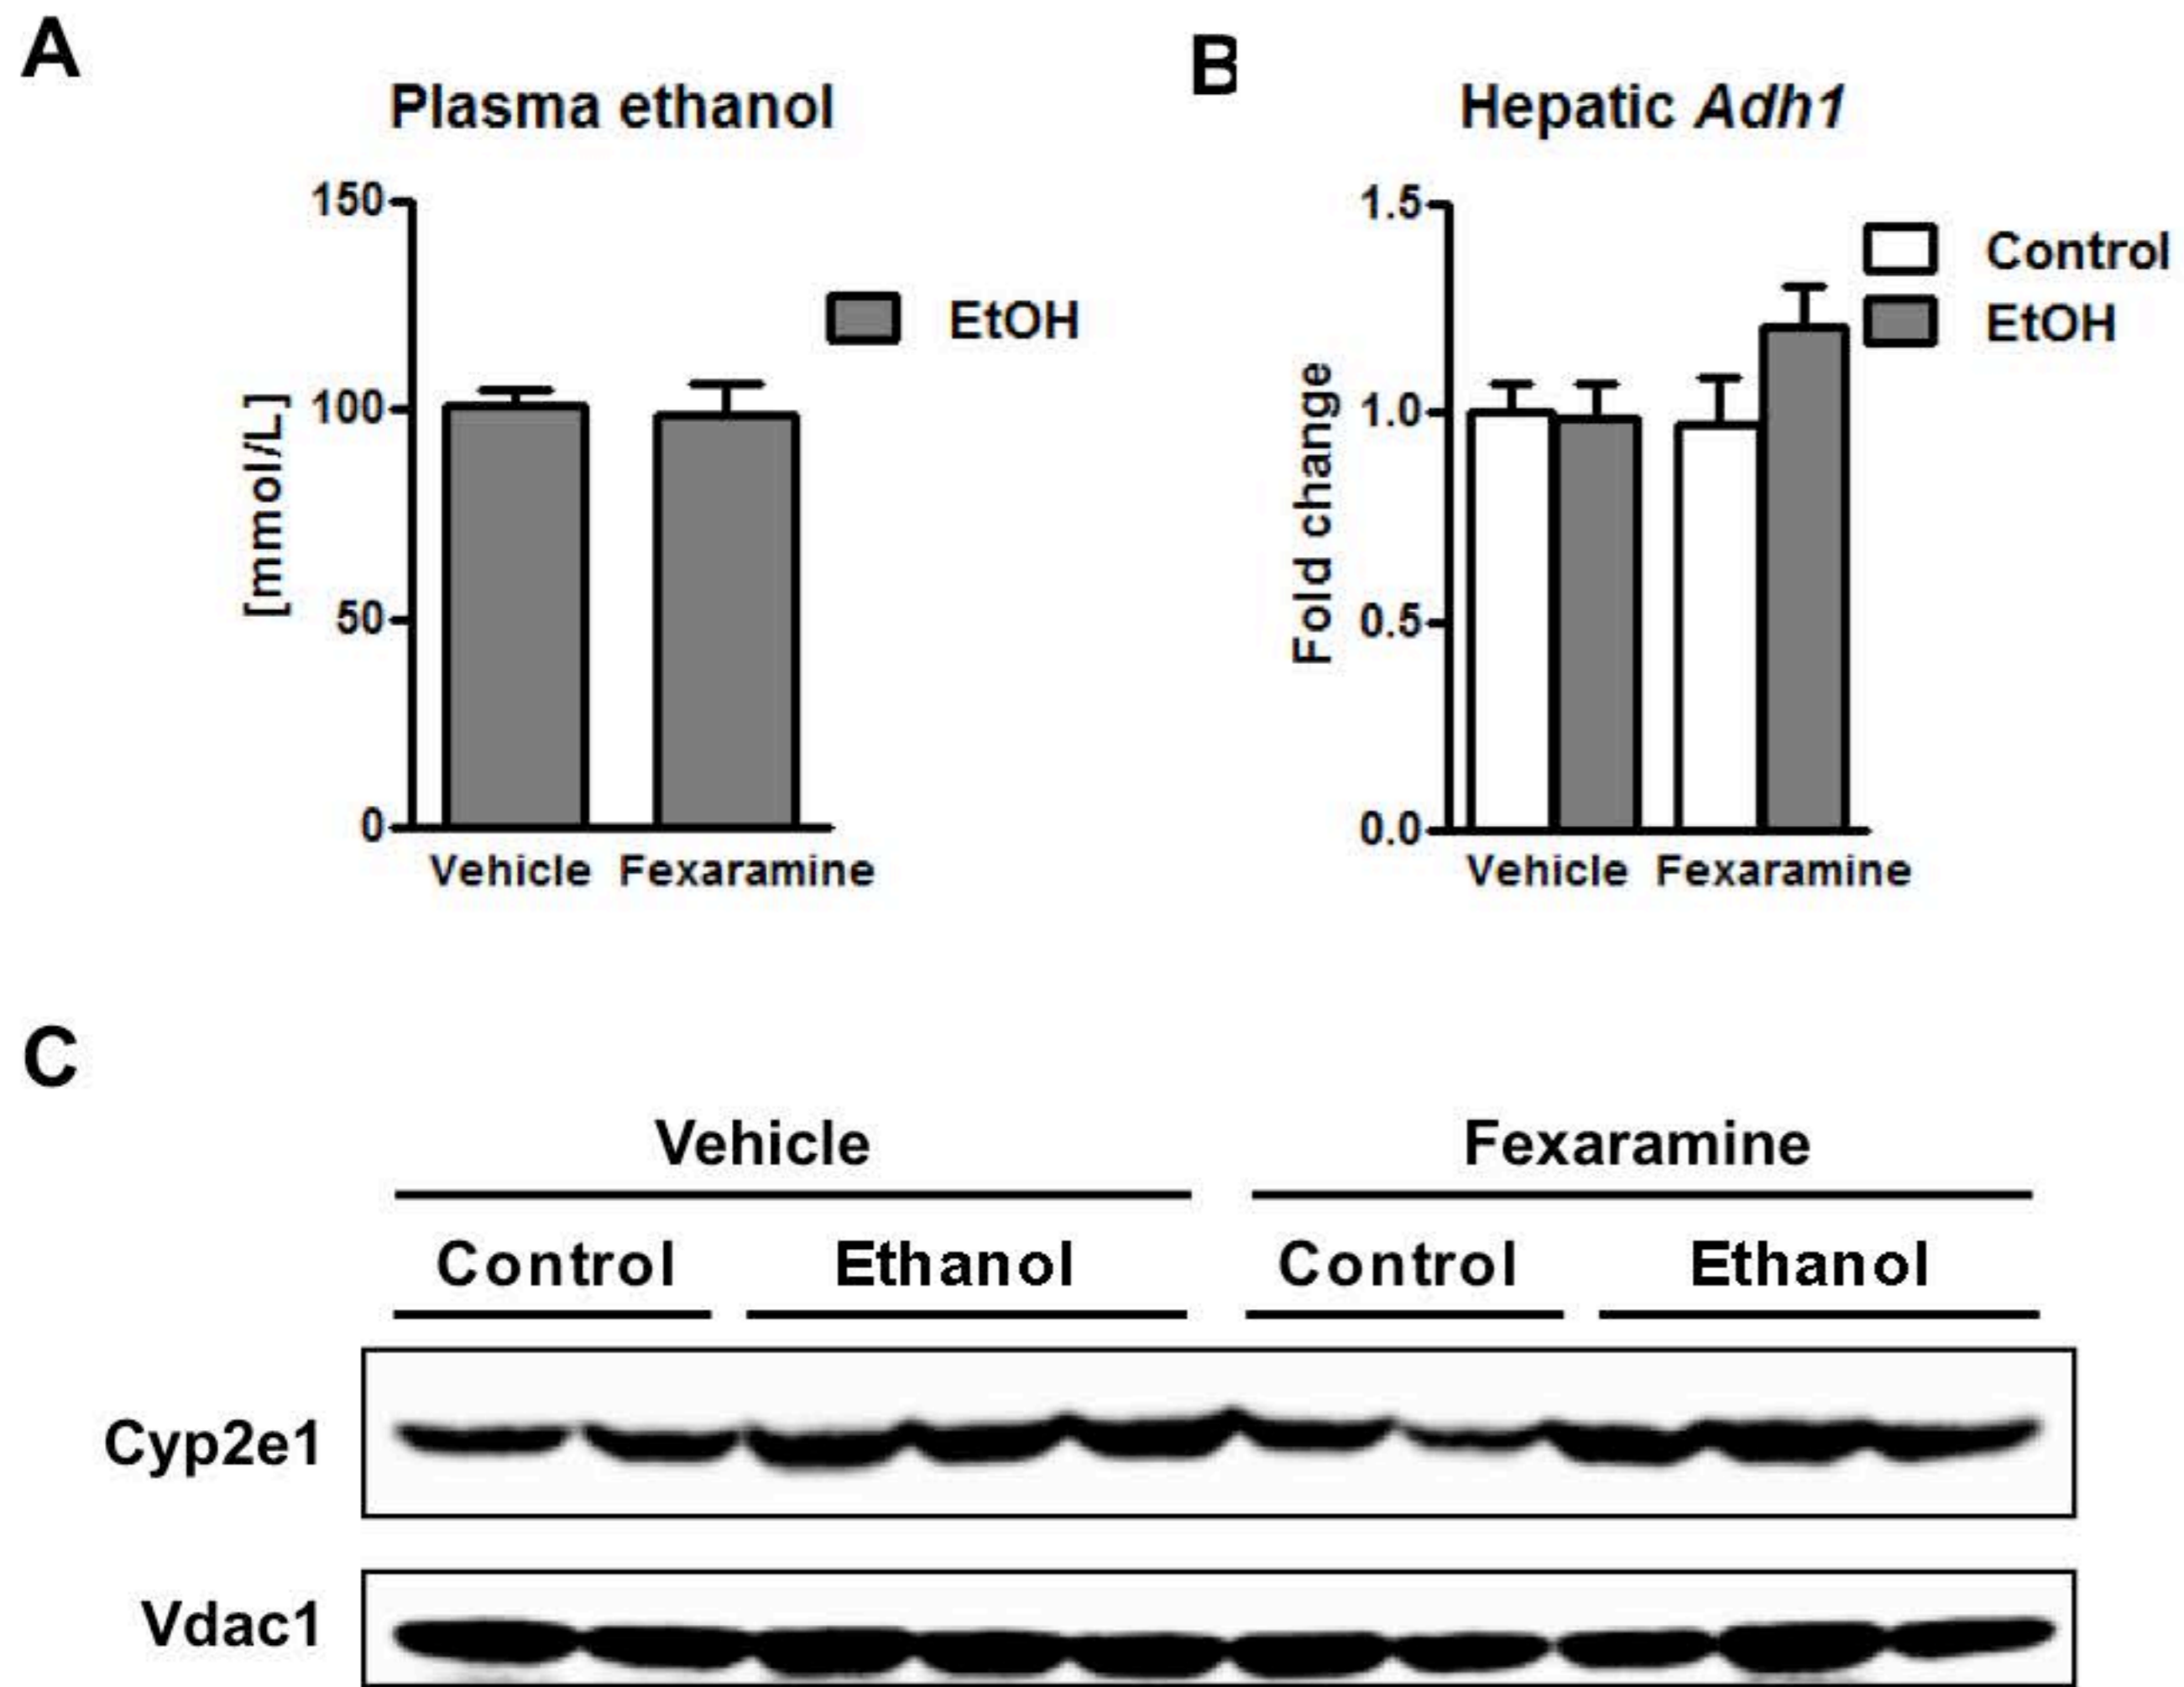 A
Plasma ethanol
150
100
50
0
[mmol/L]
EtOH
Vehicle Fexaramine
B
Hepatic Adh1
1.5
1.0
0.5
0.0
Fold change
Control
EtOH
Vehicle Fexaramine
C
Vehicle Fexaramine
Control Ethanol Control Ethanol
Cyp2e1
Vdac1